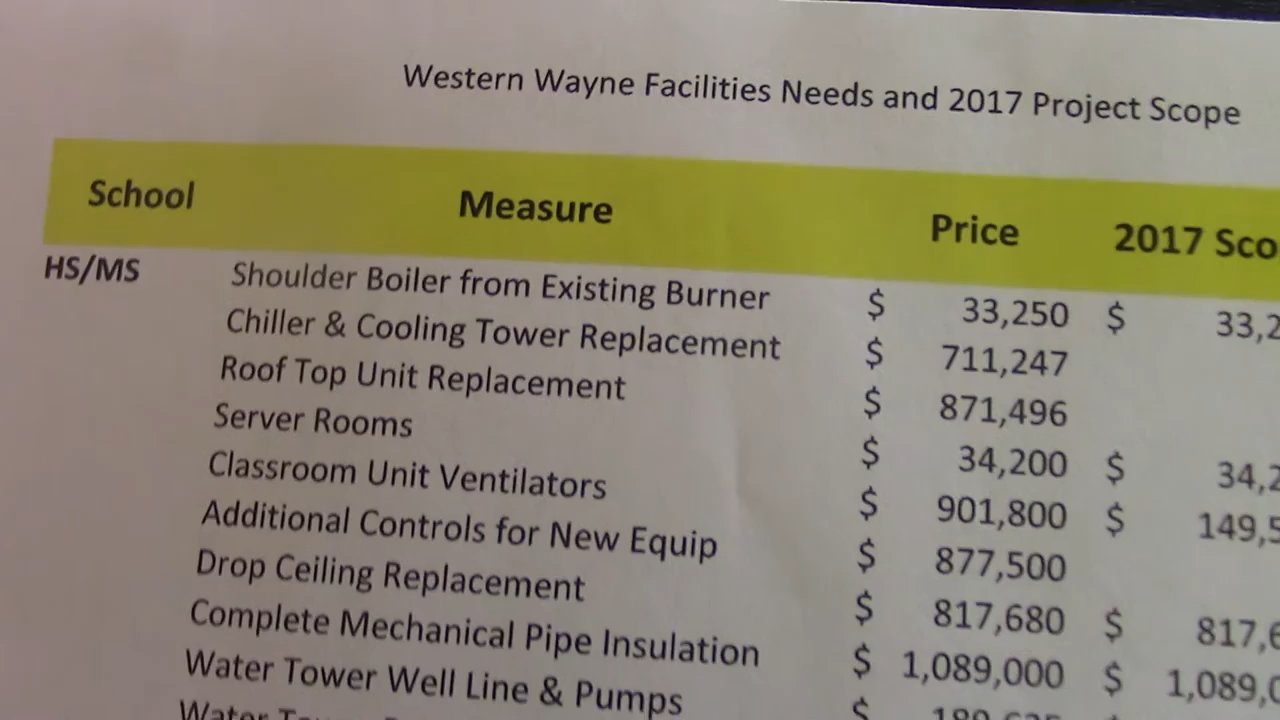 Western Wayne Facilities Needs and 2017 Project Scope
School Measure Price 2017 Sco
HS/MS Shoulder Boiler from Existing Burner $ 33,250 $ 33,2
Chiller & Cooling Tower Replacement $ 711,247
Roof Top Unit Replacement $ 871,496
Server Rooms $ 34,200 $ 34,2
Classroom Unit Ventilators $ 901,800 $ 149,5
Additional Controls for New Equip $ 877,500
Drop Ceiling Replacement $ 817,680 $ 817,6
Complete Mechanical Pipe Insulation $ 1,089,000 $ 1,089,0
Water Tower Well Line & Pumps $
Water